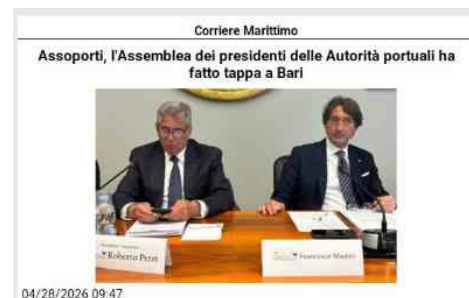 Corriere Marittimo
Assoporti, l'Assemblea dei presidenti delle Autorità portuali ha
fatto tappa a Bari
Roberto Petri
Francesco Mastro
04/28/2026 09:47